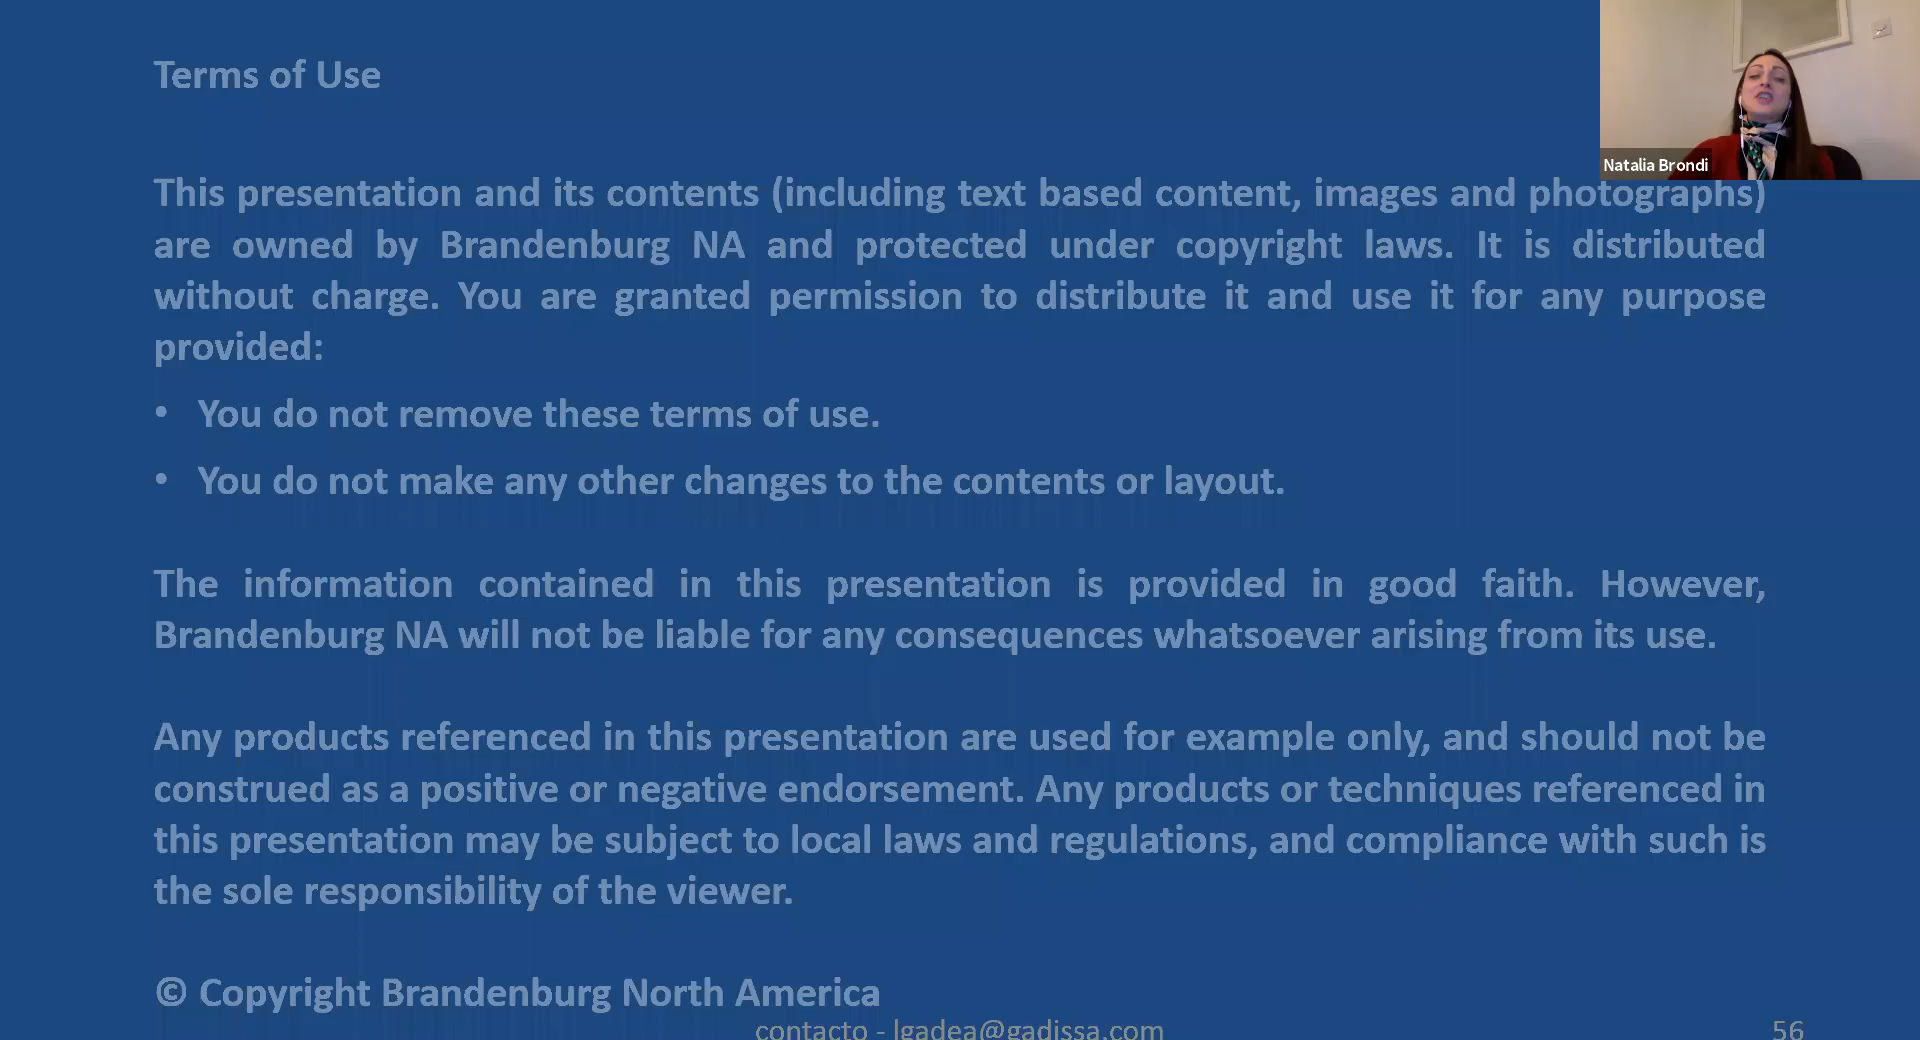 Terms of Use
Natalia Brondi
This presentation and its contents (including text based content, images and photographs)
are owned by Brandenburg NA and protected under copyright laws. It is distributed
without charge. You are granted permission to distribute it and use it for any purpose
provided:
• You do not remove these terms of use.
• You do not make any other changes to the contents or layout.
The information contained in this presentation is provided in good faith. However,
Brandenburg NA will not be liable for any consequences whatsoever arising from its use.
Any products referenced in this presentation are used for example only, and should not be
construed as a positive or negative endorsement. Any products or techniques referenced in
this presentation may be subject to local laws and regulations, and compliance with such is
the sole responsibility of the viewer.
© Copyright Brandenburg North America
contacto - lgadea@gadissa.com
56